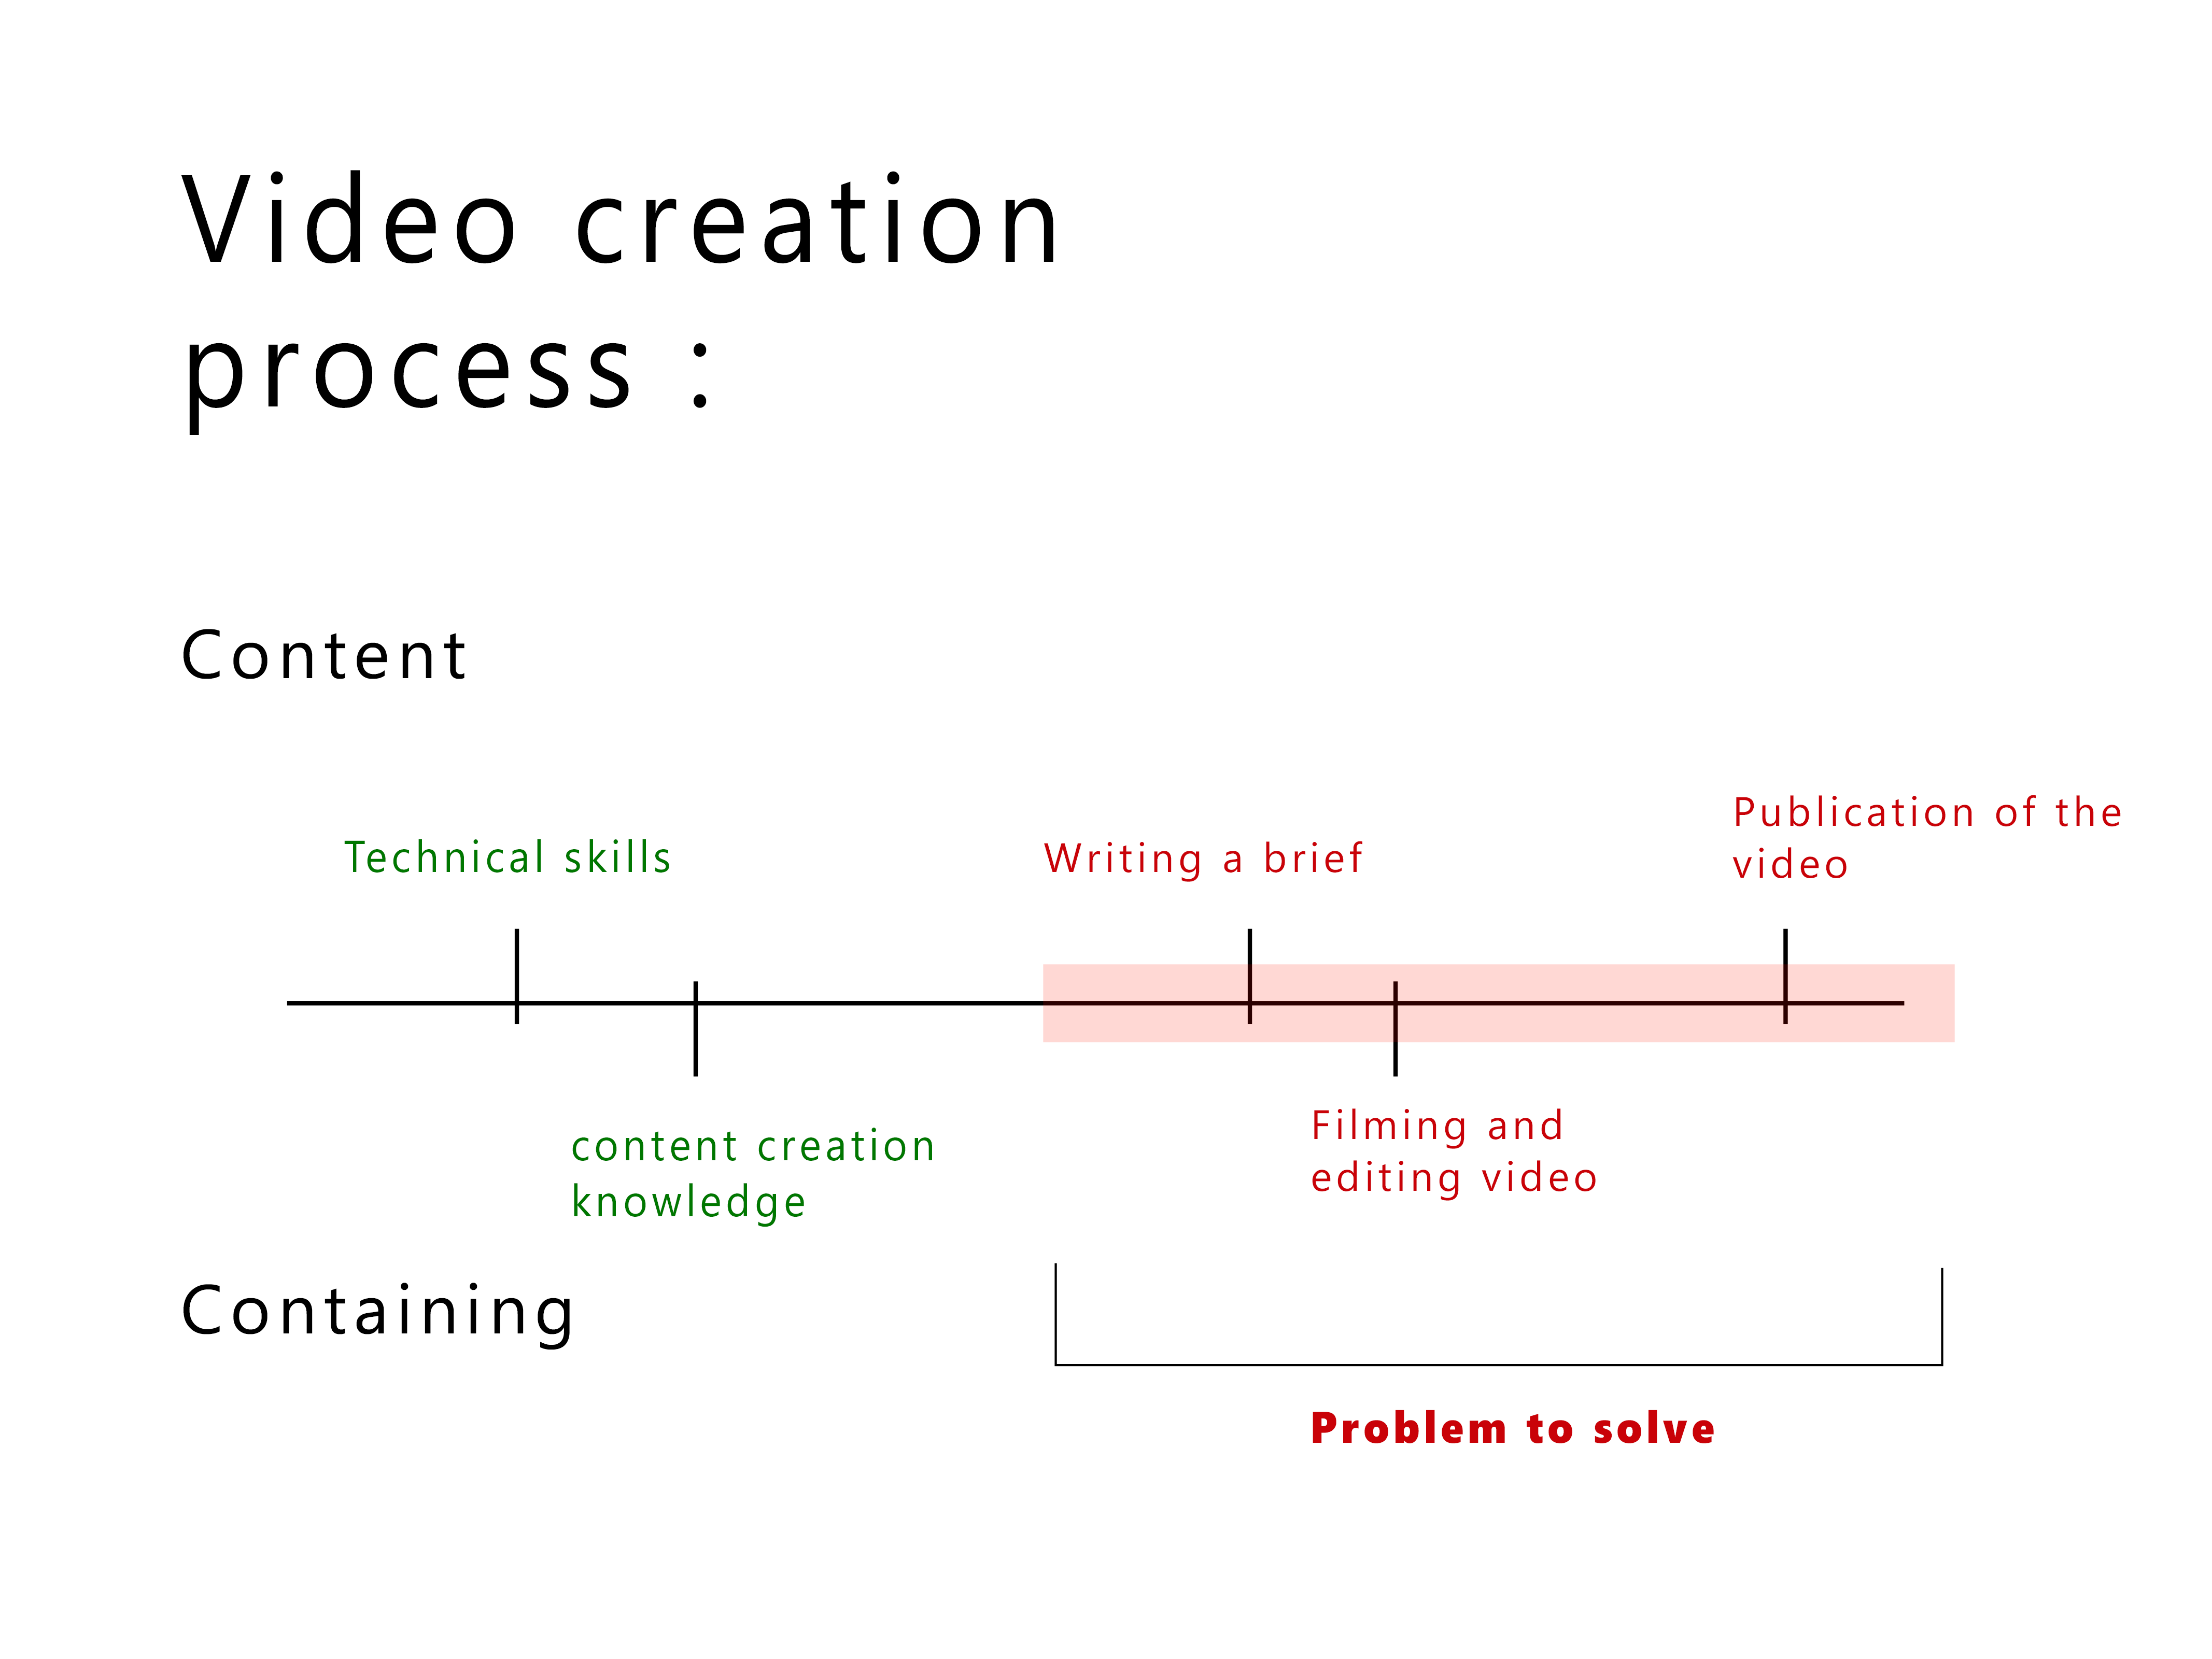 Video creation
process :
Content
Technical skills
Writing a brief
Publication of the
video
content creation
knowledge
Filming and
editing video
Containing
Problem to solve